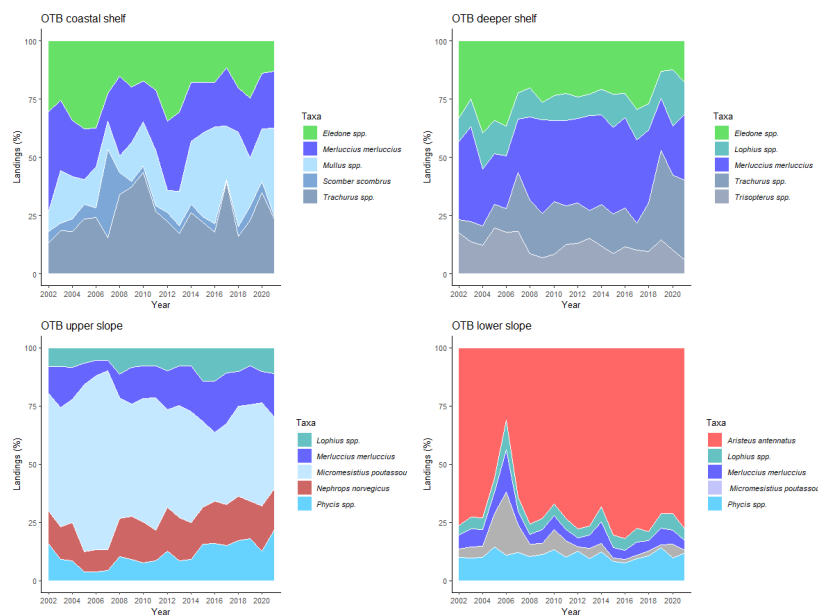 OTB coastal shelf
100
75
50
25
0
Landings (%)
2002 2004 2006 2008 2010 2012 2014 2016 2018 2020
Year
Taxa
Eledone spp.
Merluccius merluccius
Mullus spp.
Scomber scombrus
Trachurus spp.
OTB deeper shelf
100
75
50
25
0
Landings (%)
2002 2004 2006 2008 2010 2012 2014 2016 2018 2020
Year
Taxa
Eledone spp.
Lophius spp.
Merluccius merluccius
Trachurus spp.
Trisopterus spp.
OTB upper slope
100
75
50
25
0
Landings (%)
2002 2004 2006 2008 2010 2012 2014 2016 2018 2020
Year
Taxa
Lophius spp.
Merluccius merluccius
Micromesistius poutassou
Nephrops norvegicus
Phycis spp.
OTB lower slope
100
75
50
25
0
Landings (%)
2002 2004 2006 2008 2010 2012 2014 2016 2018 2020
Year
Taxa
Aristeus antennatus
Lophius spp.
Merluccius merluccius
Micromesistius poutassou
Phycis spp.